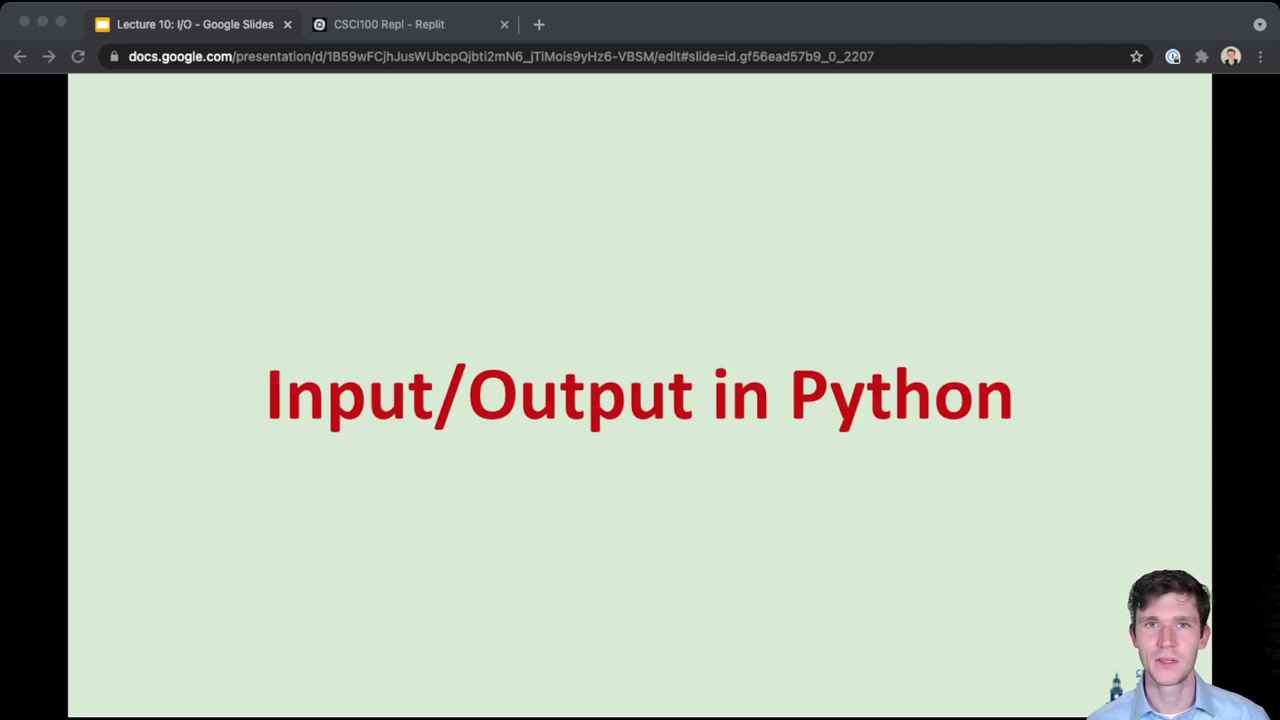 Lecture 10: I/O - Google Slides
CSCI100 Repl - Replit
docs.google.com/presentation/d/1B59wFCjhJusWUbcpQjbti2mN6_jTiMois9yHz6-VBSM/edit#slide=id.gf56ead57b9_0_2207
Input/Output in Python